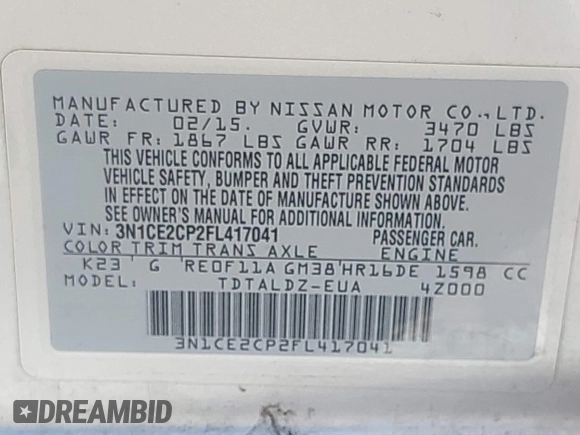 MANUFACTURED BY NISSAN MOTOR CO., LTD.
DATE: 02/15. GVWR: 3470 LBS
GAWR FR: 1867 LBS GAWR RR: 1704 LBS
THIS VEHICLE CONFORMS TO ALL APPLICABLE FEDERAL MOTOR
VEHICLE SAFETY, BUMPER AND THEFT PREVENTION STANDARDS
IN EFFECT ON THE DATE OF MANUFACTURE SHOWN ABOVE.
SEE OWNER'S MANUAL FOR ADDITIONAL INFORMATION.
VIN: 3N1CE2CP2FL417041 PASSENGER CAR.
COLOR TRIM TRANS AXLE ENGINE
K23 G RE0F11A GM38 HR16DE 1598 CC
MODEL: TDTALDZ-EUA 4Z000
3N1CE2CP2FL417041
DREAMBID